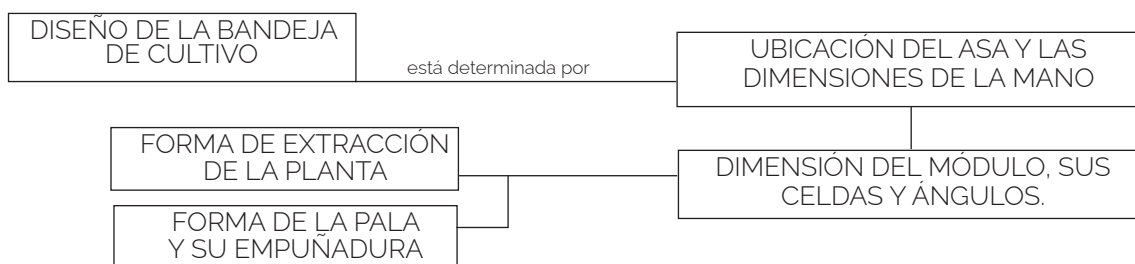 DISEÑO DE LA BANDEJA
DE CULTIVO
está determinada por
UBICACIÓN DEL ASA Y LAS
DIMENSIONES DE LA MANO
FORMA DE EXTRACCIÓN
DE LA PLANTA
DIMENSIÓN DEL MÓDULO, SUS
CELDAS Y ÁNGULOS.
FORMA DE LA PALA
Y SU EMPUÑADURA